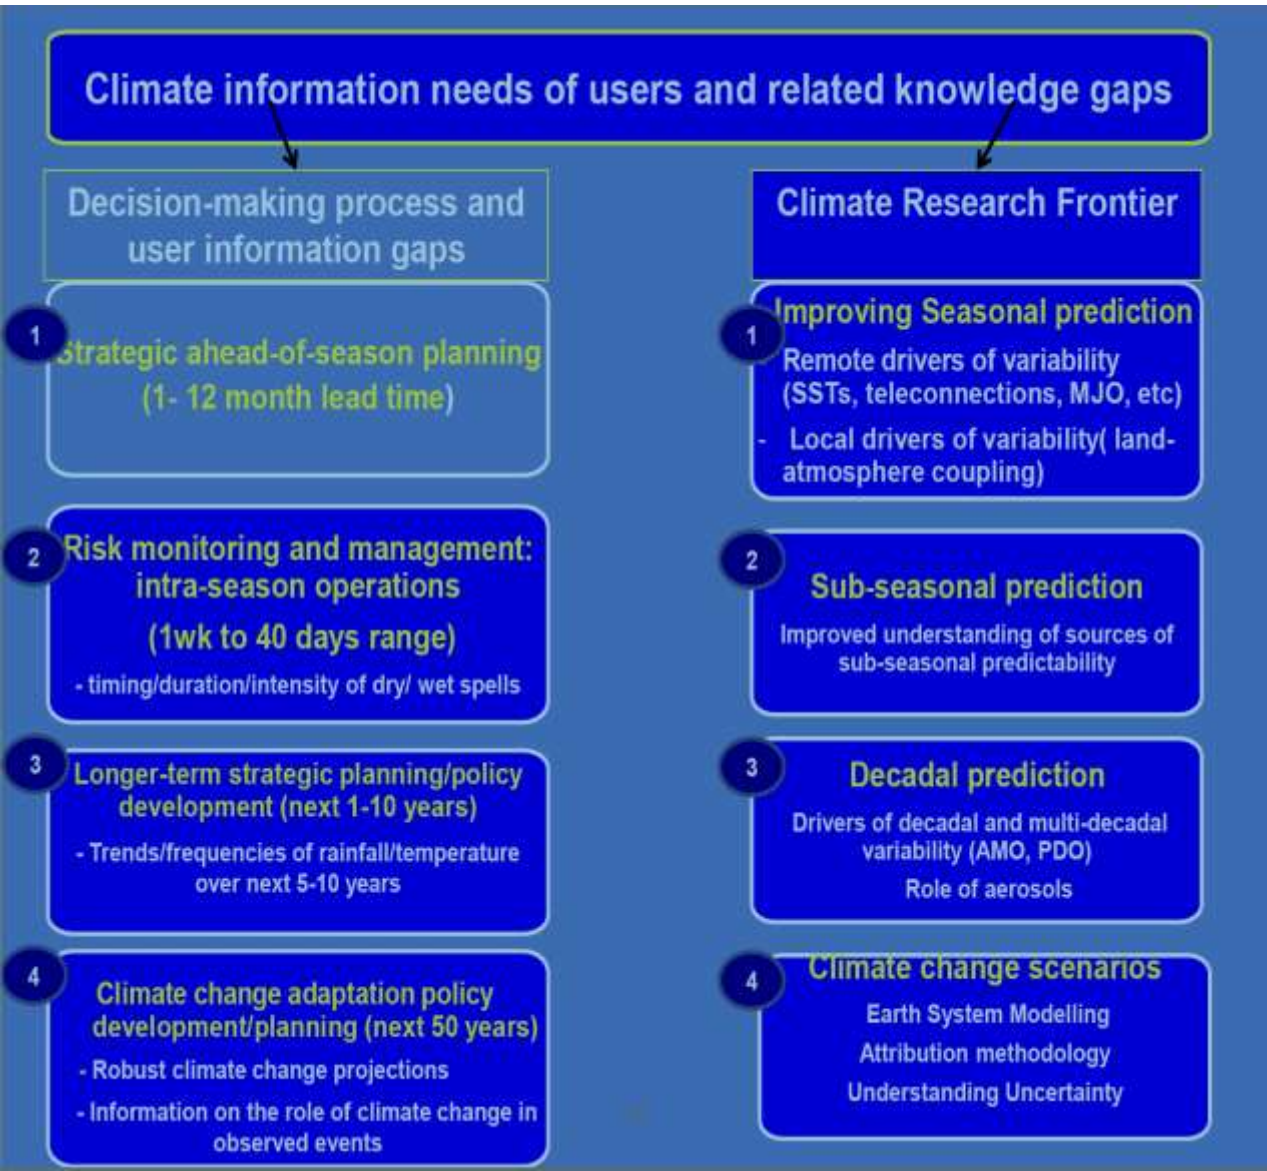 Climate information needs of users and related knowledge gaps
Decision-making process and
user information gaps
1
Strategic ahead-of-season planning
(1- 12 month lead time)
2
Risk monitoring and management:
intra-season operations
(1wk to 40 days range)
- timing/duration/intensity of dry/ wet spells
3
Longer-term strategic planning/policy
development (next 1-10 years)
- Trends/frequencies of rainfall/temperature
over next 5-10 years
4
Climate change adaptation policy
development/planning (next 50 years)
- Robust climate change projections
- Information on the role of climate change in
observed events
Climate Research Frontier
1
Improving Seasonal prediction
Remote drivers of variability
(SSTs, teleconnections, MJO, etc)
- Local drivers of variability( land-
atmosphere coupling)
2
Sub-seasonal prediction
Improved understanding of sources of
sub-seasonal predictability
3
Decadal prediction
Drivers of decadal and multi-decadal
variability (AMO, PDO)
Role of aerosols
4
Climate change scenarios
Earth System Modelling
Attribution methodology
Understanding Uncertainty